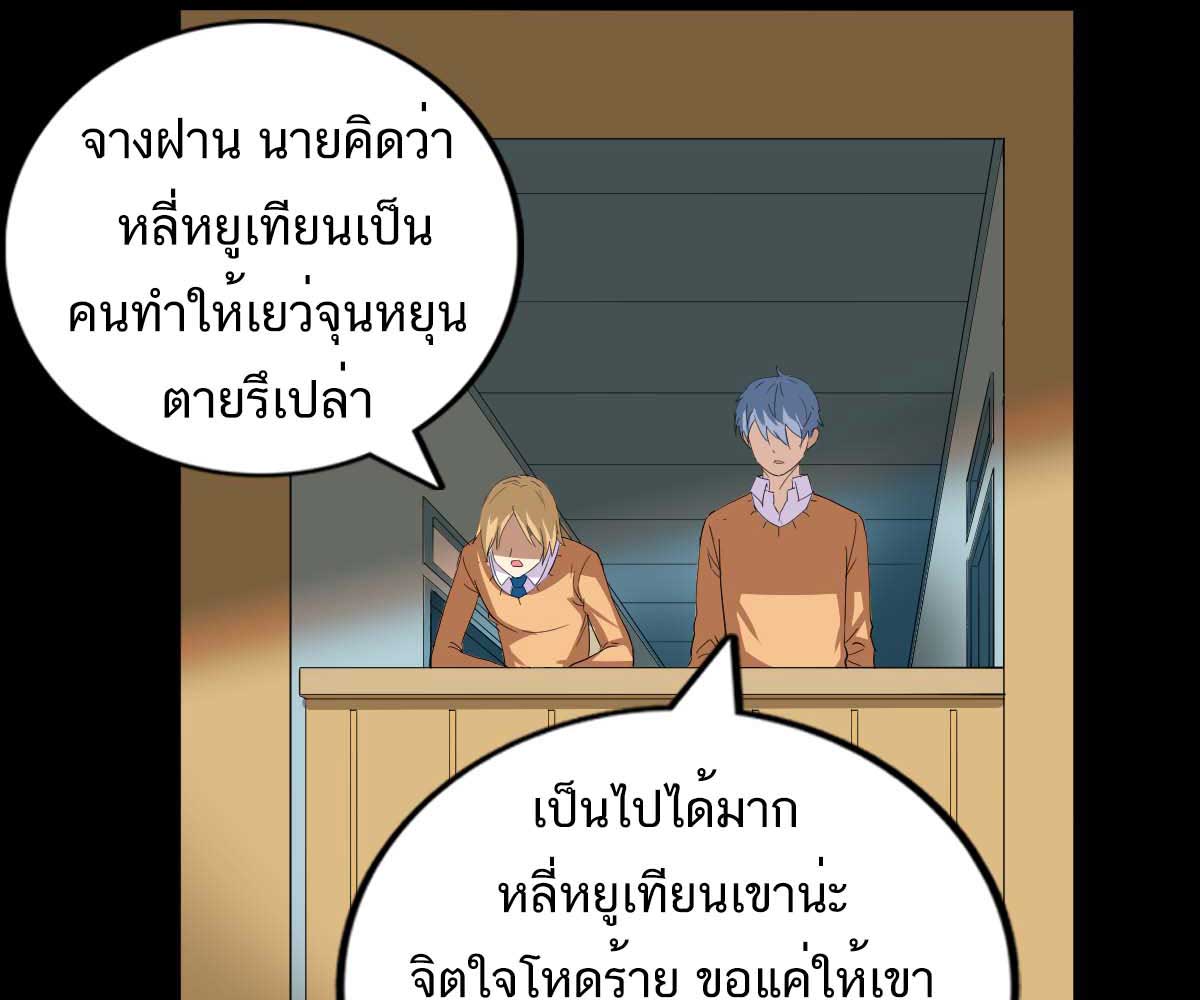 จางฝาน นายคิดว่า
หลี่หยูเทียนเป็น
คนทำให้เยว่จุนหยุน
ตายรึเปล่า
เป็นไปได้มาก
หลี่หยูเทียนเขาน่ะ
จิตใจโหดร้าย ขอแค่ให้เขา